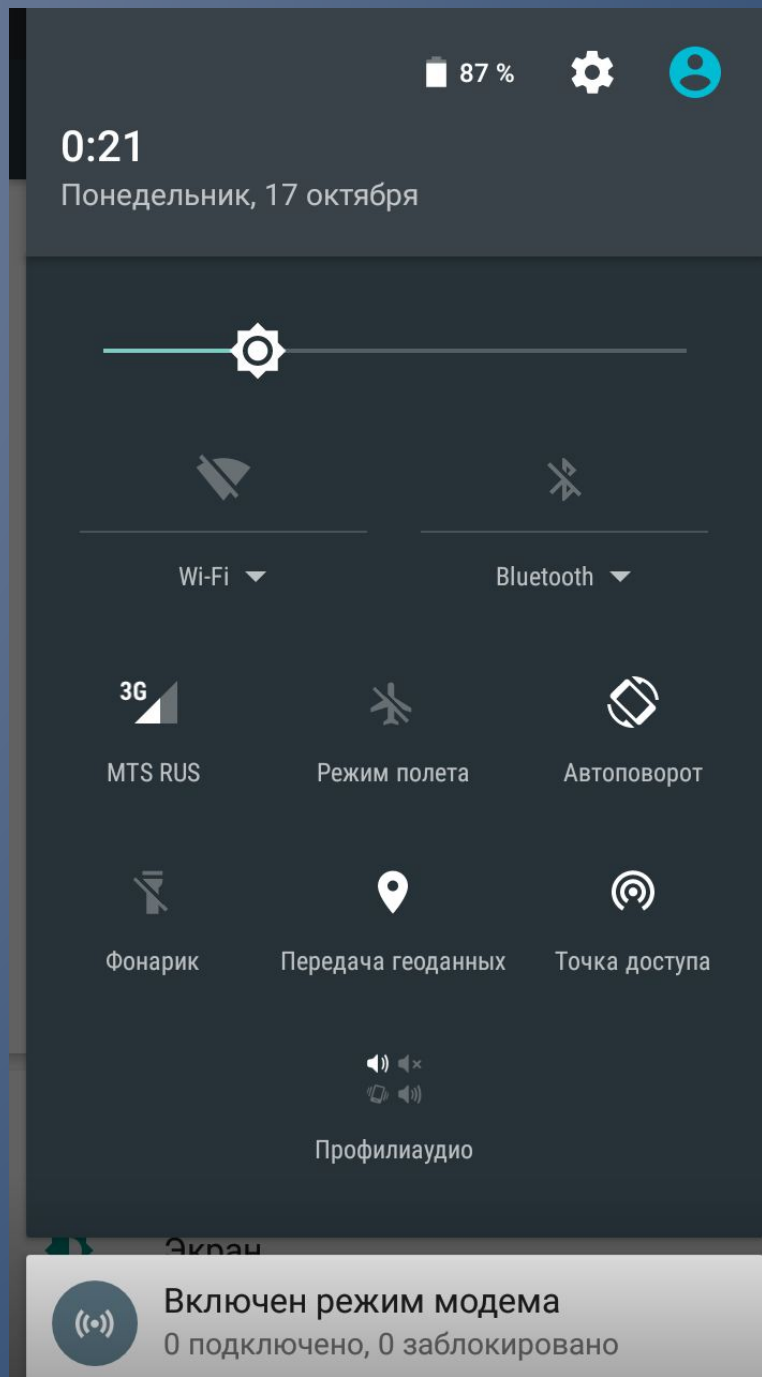 87 %
0:21
Понедельник, 17 октября
Wi-Fi
Bluetooth
3G
MTS RUS
Режим полета
Автоповорот
Фонарик
Передача геоданных
Точка доступа
Профилиаудио
Экран
Включен режим модема
0 подключено, 0 заблокировано